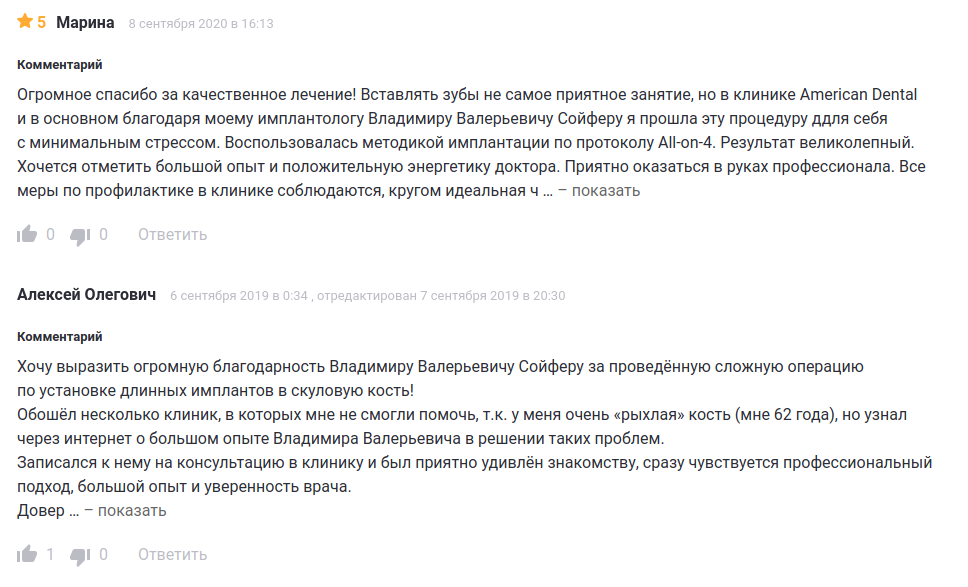 5 Марина 8 сентября 2020 в 16:13
Комментарий
Огромное спасибо за качественное лечение! Вставлять зубы не самое приятное занятие, но в клинике American Dental
и в основном благодаря моему имплантологу Владимиру Валерьевичу Сойферу я прошла эту процедуру ддля себя
с минимальным стрессом. Воспользовалась методикой имплантации по протоколу All-on-4. Результат великолепный.
Хочется отметить большой опыт и положительную энергетику доктора. Приятно оказаться в руках профессионала. Все
меры по профилактике в клинике соблюдаются, кругом идеальная ч ... – показать
0 0 Ответить
Алексей Олегович 6 сентября 2019 в 0:34 , отредактирован 7 сентября 2019 в 20:30
Комментарий
Хочу выразить огромную благодарность Владимиру Валерьевичу Сойферу за проведённую сложную операцию
по установке длинных имплантов в скуловую кость!
Обошёл несколько клиник, в которых мне не смогли помочь, т.к. у меня очень «рыхлая» кость (мне 62 года), но узнал
через интернет о большом опыте Владимира Валерьевича в решении таких проблем.
Записался к нему на консультацию в клинику и был приятно удивлён знакомству, сразу чувствуется профессиональный
подход, большой опыт и уверенность врача.
Довер ... – показать
1 0 Ответить